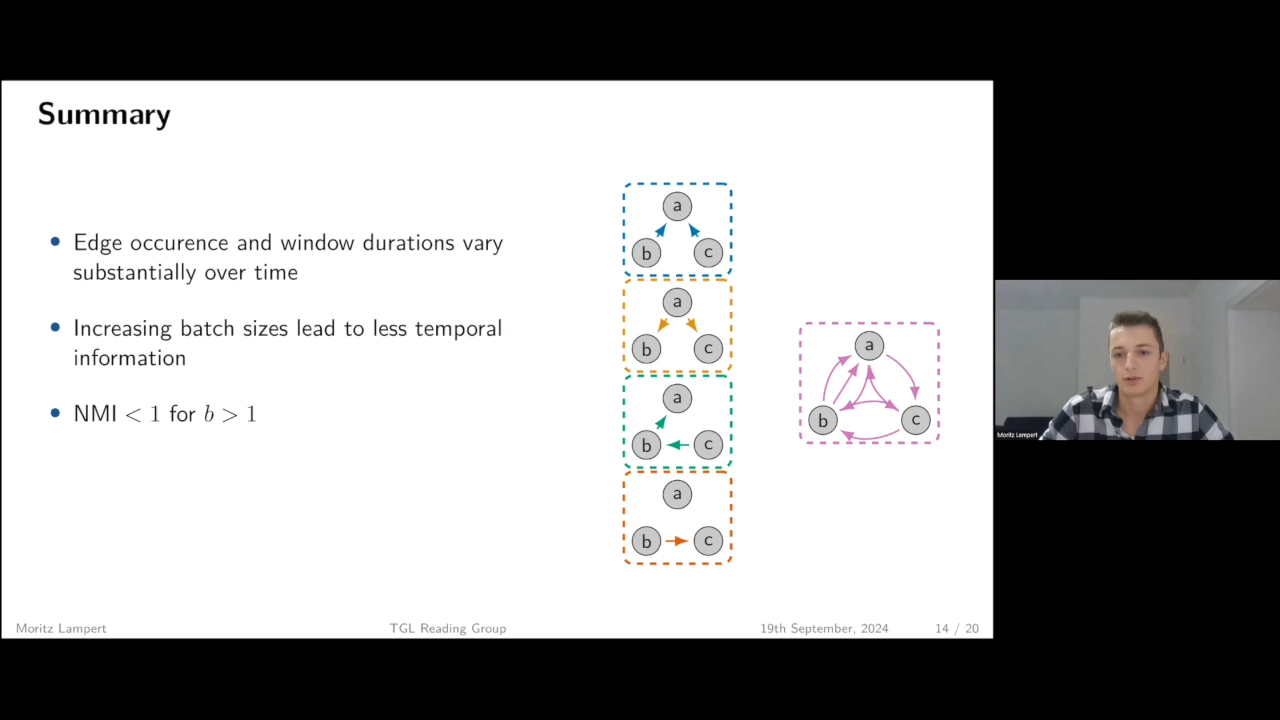 Summary
Edge occurence and window durations vary
substantially over time
Increasing batch sizes lead to less temporal
information
NMI < 1 for b > 1
a
b c
a
b c
a
b c
a
b c
a
b c
Moritz Lampert
Moritz Lampert TGL Reading Group 19th September, 2024 14 / 20